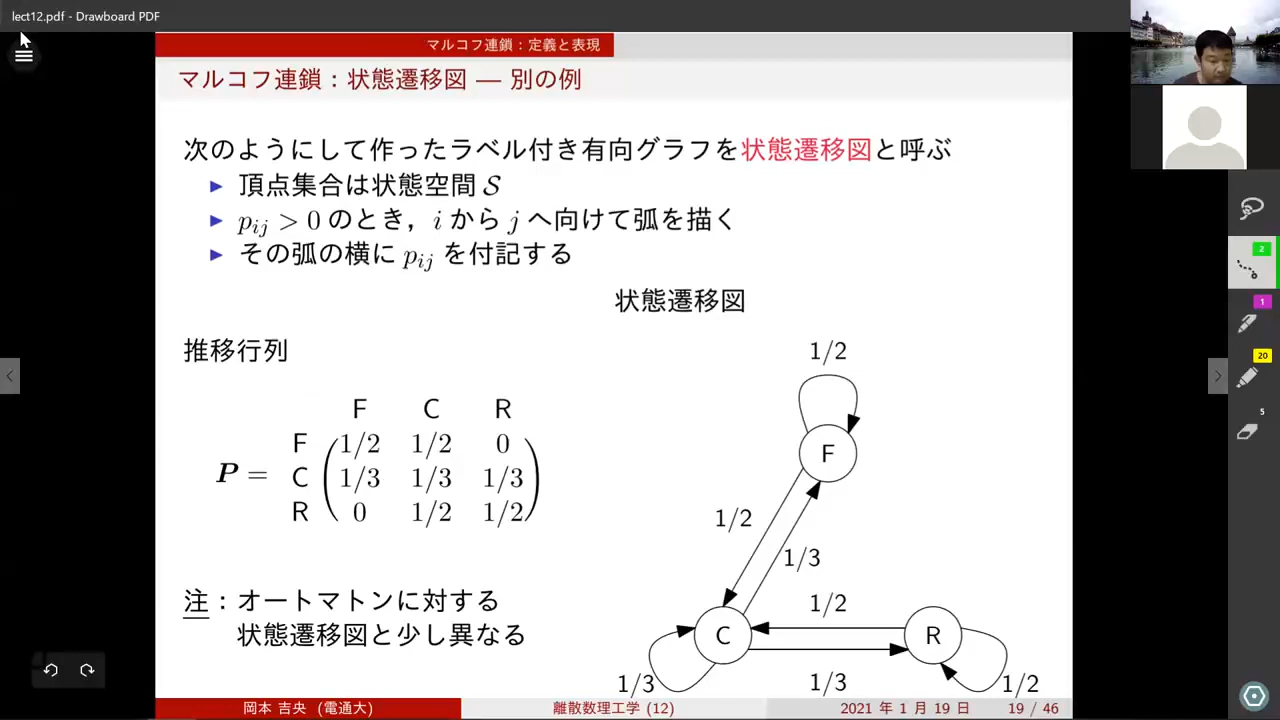 lect12.pdf - Drawboard PDF
マルコフ連鎖：定義と表現
マルコフ連鎖：状態遷移図 — 別の例
次のようにして作ったラベル付き有向グラフを状態遷移図と呼ぶ
▶ 頂点集合は状態空間 𝒮
▶ p_{ij} > 0 のとき，i から j へ向けて弧を描く
▶ その弧の横に p_{ij} を付記する
状態遷移図
推移行列
F C R
F 1/2 1/2 0
P = C 1/3 1/3 1/3
R 0 1/2 1/2
注：オートマトンに対する
状態遷移図と少し異なる
1/2
F
1/2
1/3
1/2
C
R
1/3
1/3
1/2
岡本 吉央 (電通大)
離散数理工学 (12)
2021 年 1 月 19 日
19 / 46
2
1
20
5